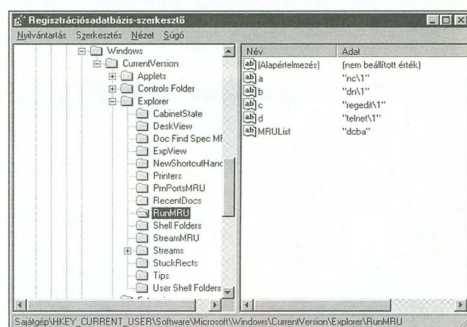 Regisztrációsadatbázis-szerkesztő
Nyilvántartás Szerkesztés Nézet Súgó
Windows
CurrentVersion
Applets
Controls Folder
Explorer
CabinetState
DeskView
Doc Find Spec MF
ExpView
NewShortcutHanc
Printers
PrnPortsMRU
RecentDocs
RunMRU
Shell Folders
StreamMRU
Streams
StuckRects
Tips
User Shell Folders
Név Adat
(Alapértelmezés) (nem beállított érték)
a "nc\1"
b "dn\1"
c "regedit\1"
d "telnet\1"
MRUList "dcba"
Sajátgép\HKEY_CURRENT_USER\Software\Microsoft\Windows\CurrentVersion\Explorer\RunMRU